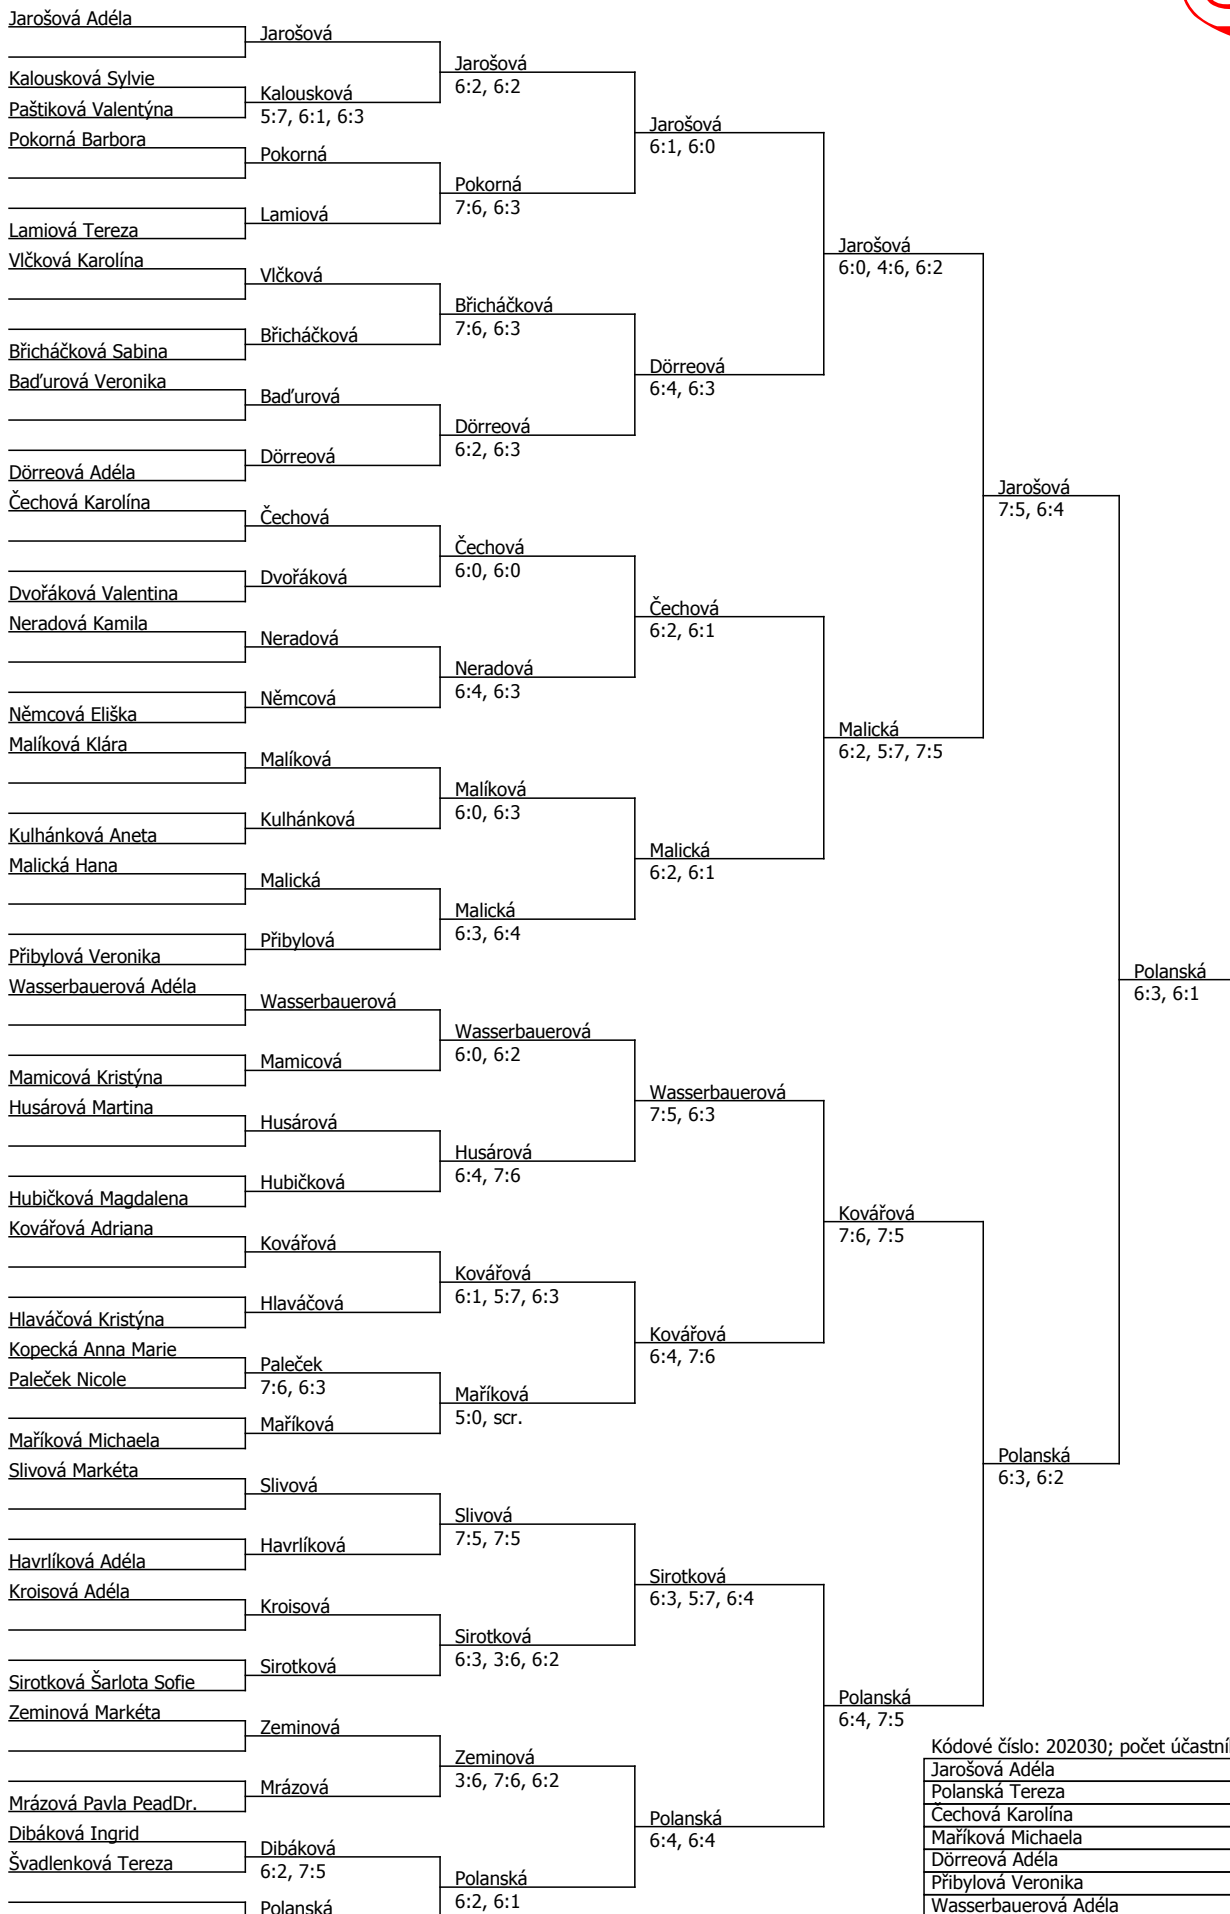 Jarošová Adéla
Kalousková Sylvie
Paštiková Valentýna
Pokorná Barbora
Lamiová Tereza
Vlčková Karolína
Břicháčková Sabina
Baďurová Veronika
Dörreová Adéla
Čechová Karolína
Dvořáková Valentina
Neradová Kamila
Němcová Eliška
Malíková Klára
Kulhánková Aneta
Malická Hana
Přibylová Veronika
Wasserbauerová Adéla
Mamicová Kristýna
Husárová Martina
Hubičková Magdalena
Kovářová Adriana
Hlaváčová Kristýna
Kopecká Anna Marie
Paleček Nicole
Maříková Michaela
Slivová Markéta
Havrlíková Adéla
Kroisová Adéla
Sirotková Šarlota Sofie
Zeminová Markéta
Mrázová Pavla PeadDr.
Dibáková Ingrid
Švadlenková Tereza
Jarošová
Kalousková
5:7, 6:1, 6:3
Pokorná
Lamiová
Vlčková
Břicháčková
Baďurová
Dörreová
Čechová
Dvořáková
Neradová
Němcová
Malíková
Kulhánková
Malická
Přibylová
Wasserbauerová
Mamicová
Husárová
Hubičková
Kovářová
Hlaváčová
Paleček
7:6, 6:3
Maříková
Slivová
Havrlíková
Kroisová
Sirotková
Zeminová
Mrázová
Dibáková
6:2, 7:5
Polanská
Jarošová
6:2, 6:2
Pokorná
7:6, 6:3
Břicháčková
7:6, 6:3
Dörreová
6:2, 6:3
Čechová
6:0, 6:0
Neradová
6:4, 6:3
Malíková
6:0, 6:3
Malická
6:3, 6:4
Wasserbauerová
6:0, 6:2
Husárová
6:4, 7:6
Kovářová
6:1, 5:7, 6:3
Maříková
5:0, scr.
Slivová
7:5, 7:5
Sirotková
6:3, 3:6, 6:2
Zeminová
3:6, 7:6, 6:2
Polanská
6:2, 6:1
Jarošová
6:1, 6:0
Dörreová
6:4, 6:3
Čechová
6:2, 6:1
Malická
6:2, 6:1
Wasserbauerová
7:5, 6:3
Kovářová
6:4, 7:6
Sirotková
6:3, 5:7, 6:4
Polanská
6:4, 6:4
Jarošová
6:0, 4:6, 6:2
Malická
6:2, 5:7, 7:5
Kovářová
7:6, 7:5
Polanská
6:4, 7:5
Jarošová
7:5, 6:4
Polanská
6:3, 6:2
Polanská
6:3, 6:1
Kódové číslo: 202030; počet účastní
Jarošová Adéla
Polanská Tereza
Čechová Karolína
Maříková Michaela
Dörreová Adéla
Přibylová Veronika
Wasserbauerová Adéla